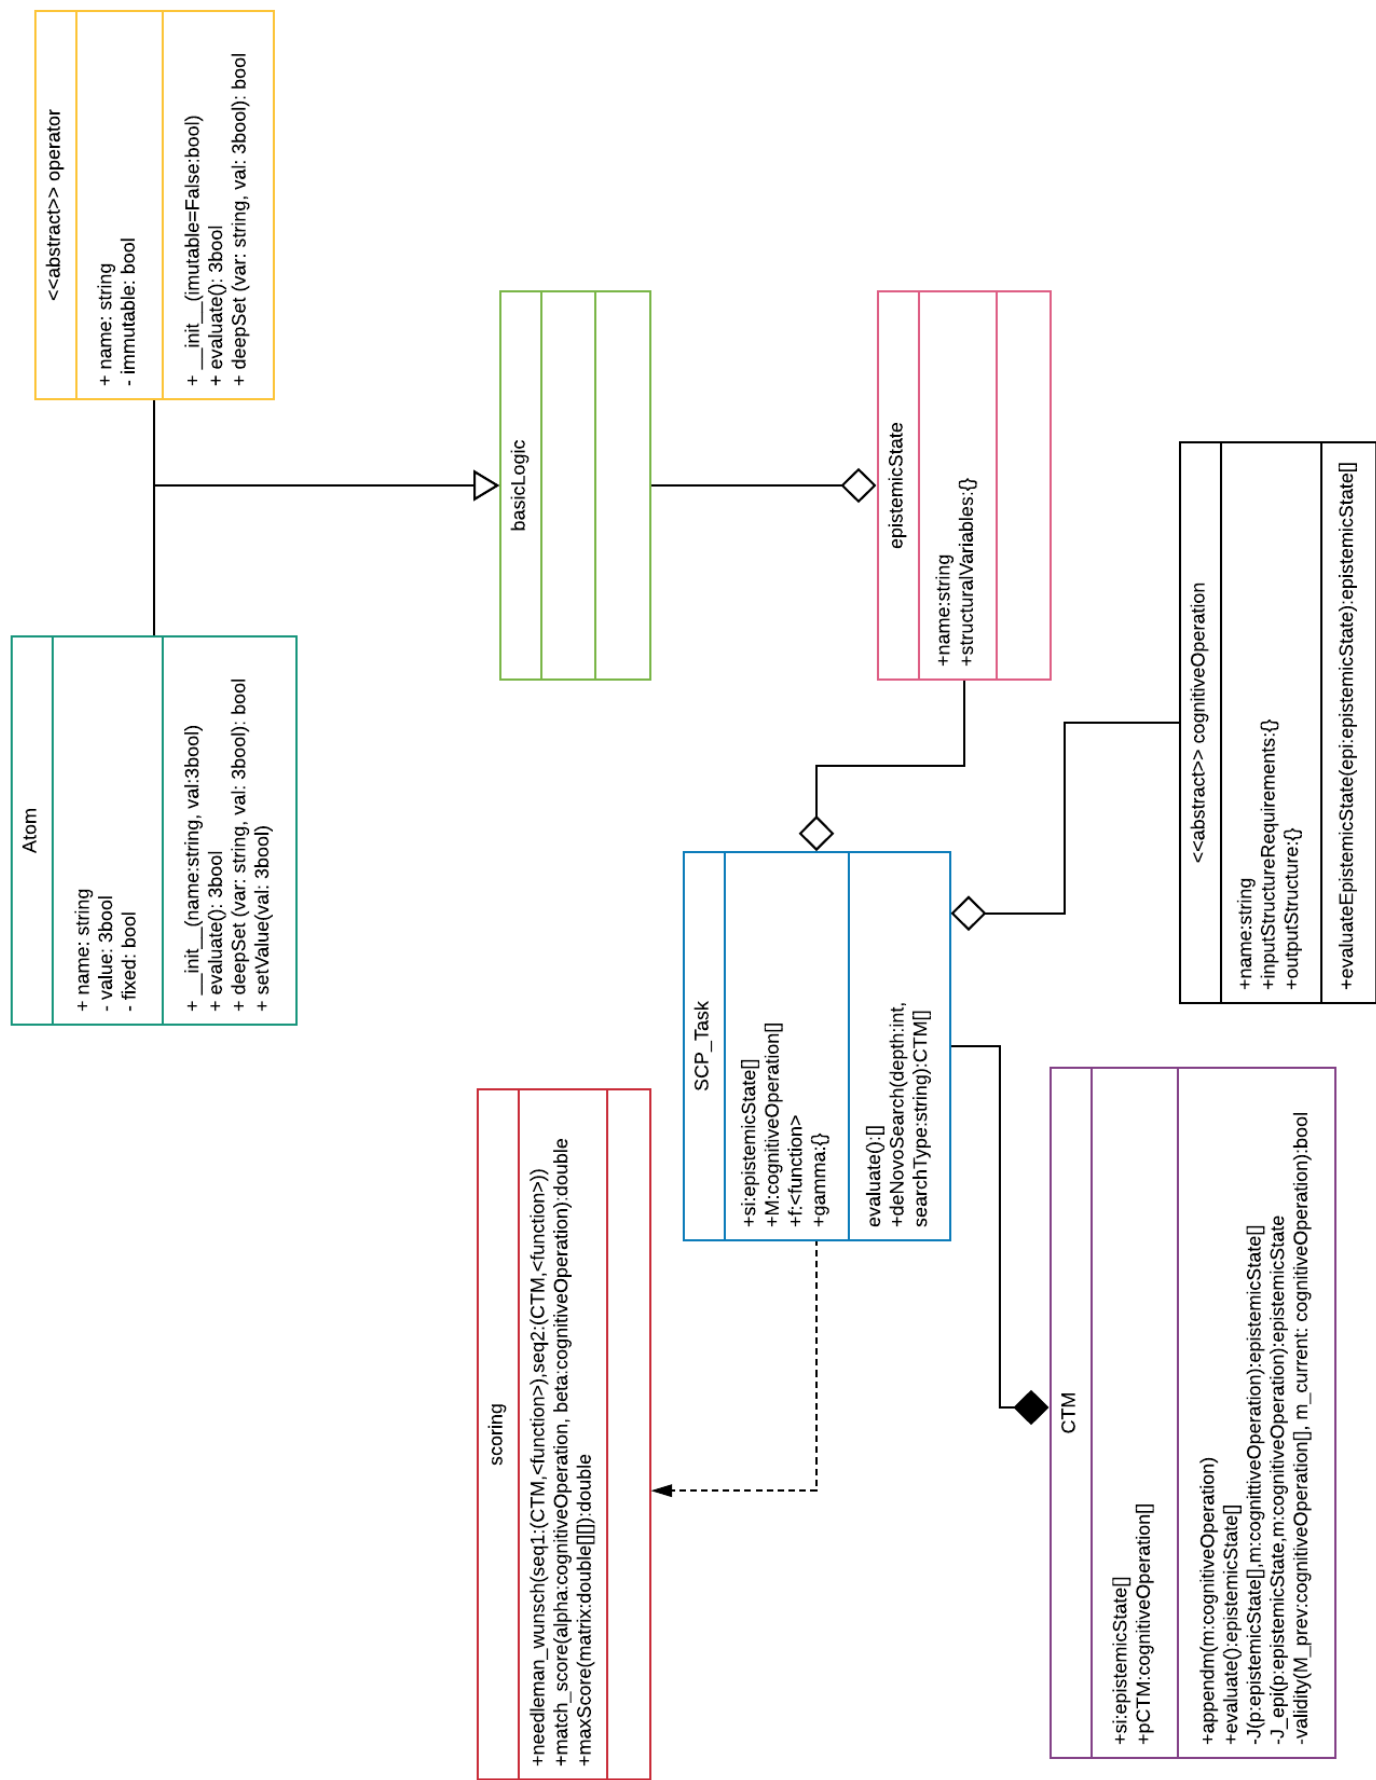 <<abstract>> operator
+ name: string
- immutable: bool
+ __init__(imutable=False:bool)
+ evaluate(): 3bool
+ deepSet (var: string, val: 3bool): bool
Atom
+ name: string
- value: 3bool
- fixed: bool
+ __init__(name:string, val:3bool)
+ evaluate(): 3bool
+ deepSet (var: string, val: 3bool): bool
+ setValue(val: 3bool)
basicLogic
epistemicState
+name:string
+structuralVariables:{}
<<abstract>> cognitiveOperation
+name:string
+inputStructureRequirements:{}
+outputStructure:{}
+evaluateEpistemicState(epi:epistemicState):epistemicState[]
SCP_Task
+si:epistemicState[]
+M:cognitiveOperation[]
+f:<function>
+gamma:{}
evaluate():[]
+deNovoSearch(depth:int,
searchType:string):CTM[]
scoring
+needleman_wunsch(seq1:(CTM,<function>),seq2:(CTM,<function>))
+match_score(alpha:cognitiveOperation, beta:cognitiveOperation):double
+maxScore(matrix:double[][]):double
CTM
+si:epistemicState[]
+pCTM:cognitiveOperation[]
+appendm(m:cognitiveOperation)
+evaluate():epistemicState[]
-J(p:epistemicState[],m:cognittiveOperation):epistemicState[]
-J_epi(p:epistemicState,m:cognitiveOperation):epistemicState
-validity(M_prev:cognitiveOperation[], m_current: cognitiveOperation):bool